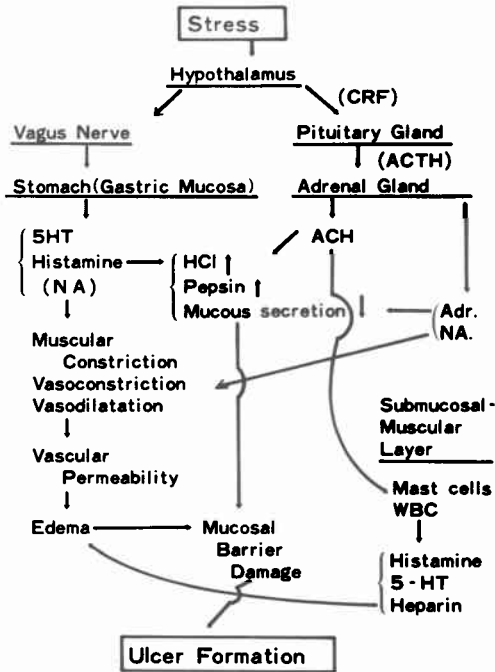 Stress
Hypothalamus
(CRF)
Vagus Nerve
Pituitary Gland
(ACTH)
Stomach(Gastric Mucosa)
Adrenal Gland
5HT
Histamine
(NA)
HCl ↑
Pepsin ↑
Mucous secretion ↓
ACH
Adr.
NA.
Muscular
Constriction
Vasoconstriction
Vasodilatation
Submucosal-
Muscular
Layer
Vascular
Permeability
Mast cells
WBC
Edema
Mucosal
Barrier
Damage
Histamine
5-HT
Heparin
Ulcer Formation